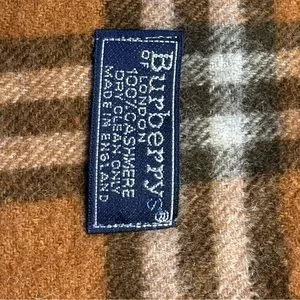 Burberrys®
OF LONDON
100% CASHMERE
DRY CLEAN ONLY
MADE IN ENGLAND